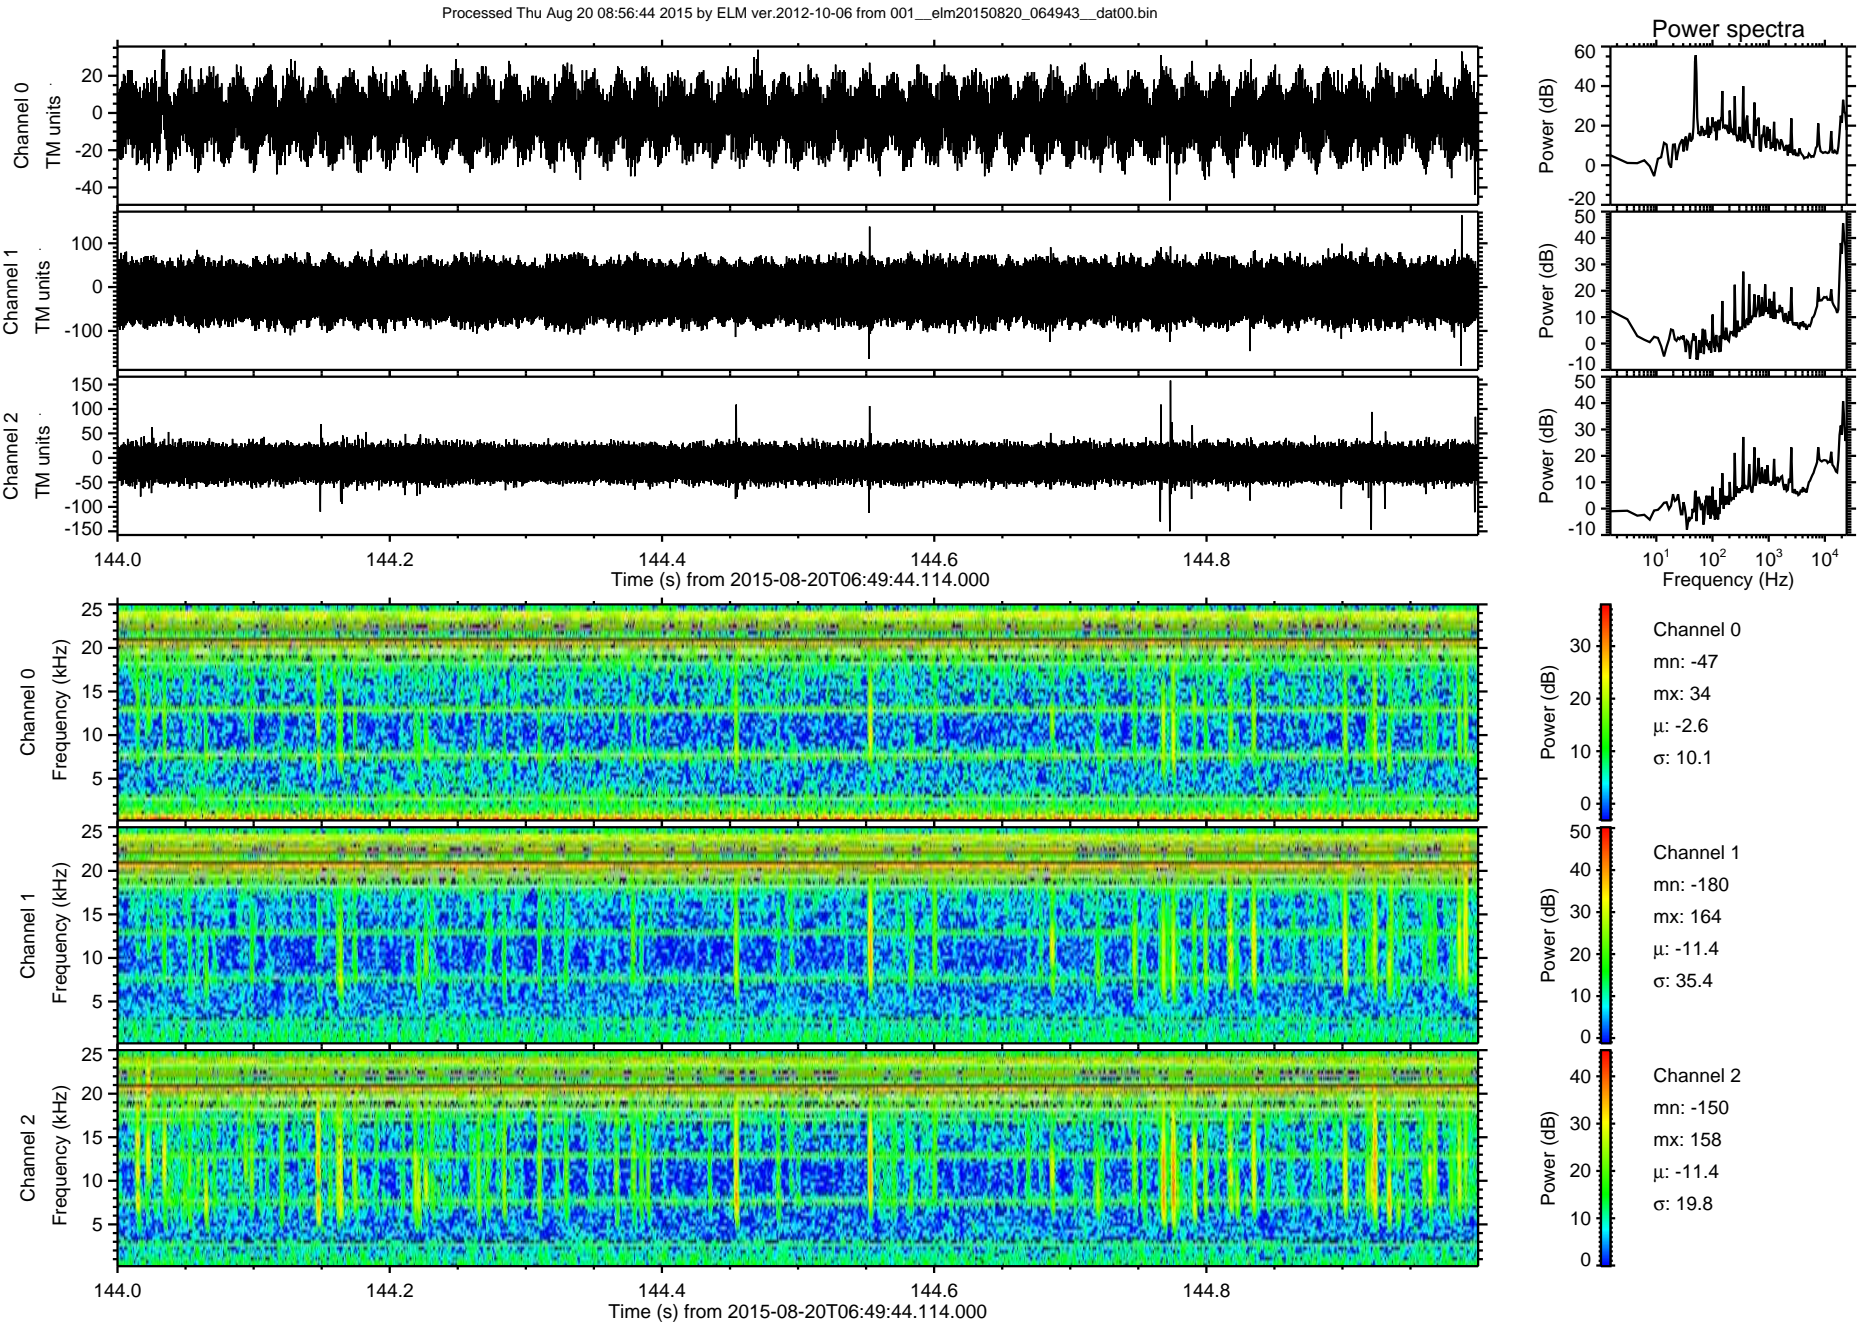 Processed Thu Aug 20 08:56:44 2015 by ELM ver.2012-10-06 from 001__elm20150820_064943__dat00.bin
Power spectra
Channel 0
TM units
20
0
-20
-40
Power (dB)
60
40
20
0
-20
Channel 1
TM units
100
0
-100
Power (dB)
50
40
30
20
10
0
-10
Channel 2
TM units
150
100
50
0
-50
-100
-150
Power (dB)
50
40
30
20
10
0
-10
144.0 144.2 144.4 144.6 144.8
Time (s) from 2015-08-20T06:49:44.114.000
10¹ 10² 10³ 10⁴
Frequency (Hz)
Channel 0
Frequency (kHz)
25
20
15
10
5
Power (dB)
30
20
10
0
Channel 0
mn: -47
mx: 34
µ: -2.6
σ: 10.1
Channel 1
Frequency (kHz)
25
20
15
10
5
Power (dB)
50
40
30
20
10
0
Channel 1
mn: -180
mx: 164
µ: -11.4
σ: 35.4
Channel 2
Frequency (kHz)
25
20
15
10
5
Power (dB)
40
30
20
10
0
Channel 2
mn: -150
mx: 158
µ: -11.4
σ: 19.8
144.0 144.2 144.4 144.6 144.8
Time (s) from 2015-08-20T06:49:44.114.000